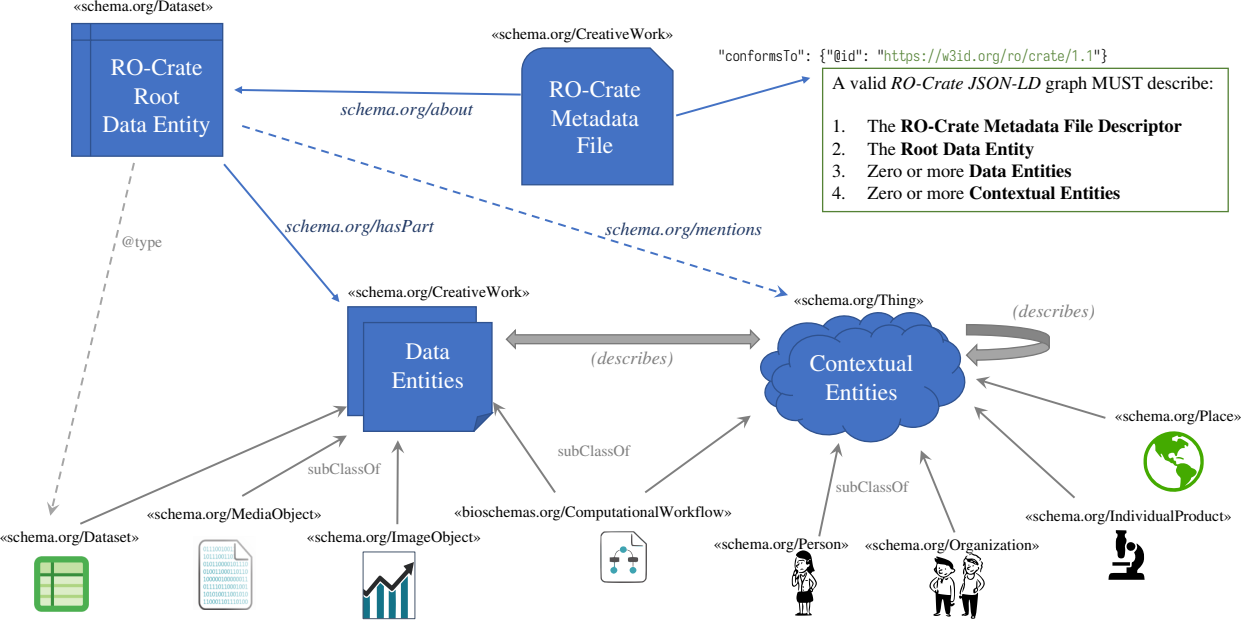 «schema.org/Dataset»
RO-Crate
Root
Data Entity
«schema.org/CreativeWork»
RO-Crate
Metadata
File
schema.org/about
"conformsTo": {"@id": "https://w3id.org/ro/crate/1.1"}
A valid RO-Crate JSON-LD graph MUST describe:
1. The RO-Crate Metadata File Descriptor
2. The Root Data Entity
3. Zero or more Data Entities
4. Zero or more Contextual Entities
@type
schema.org/hasPart
schema.org/mentions
«schema.org/CreativeWork»
Data
Entities
(describes)
«schema.org/Thing»
Contextual
Entities
(describes)
subClassOf
subClassOf
subClassOf
«schema.org/Place»
«schema.org/Dataset»
«schema.org/MediaObject»
«schema.org/ImageObject»
«bioschemas.org/ComputationalWorkflow»
«schema.org/Person»
«schema.org/Organization»
«schema.org/IndividualProduct»